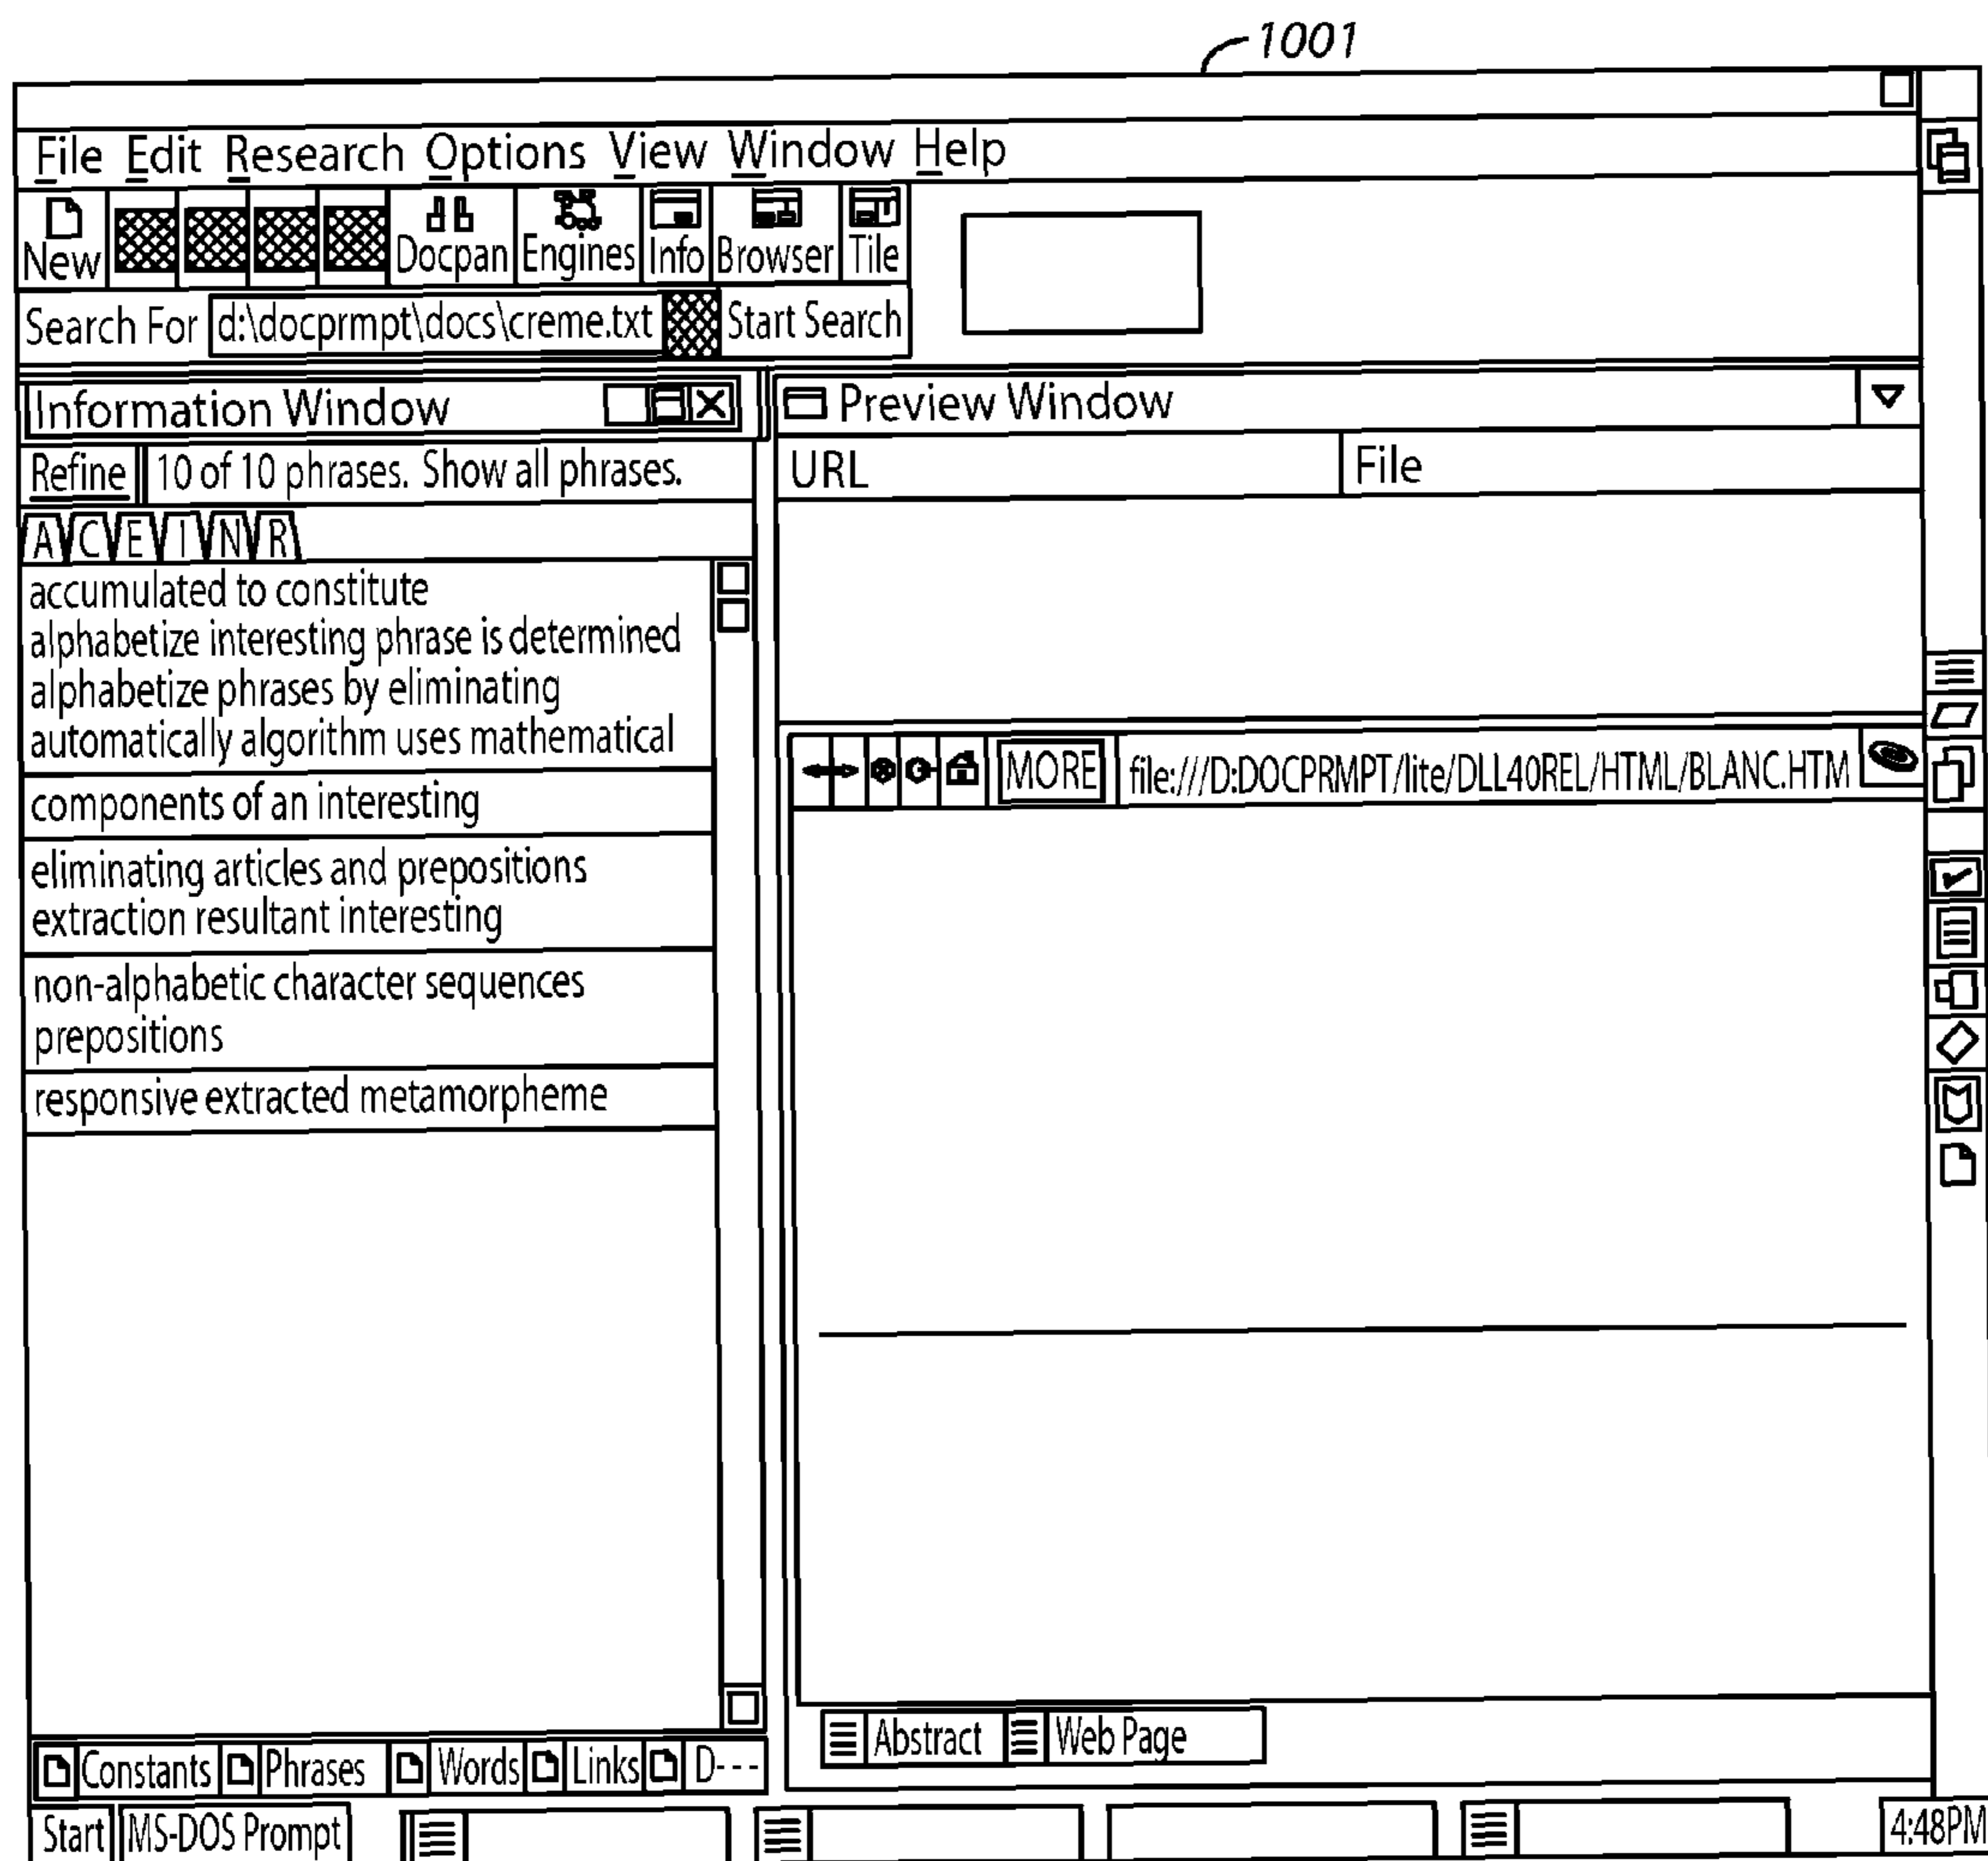 1001
File Edit Research Options View Window Help
New Docpan Engines Info Browser Tile
Search For d:\docprmpt\docs\creme.txt Start Search
Information Window
Refine 10 of 10 phrases. Show all phrases.
A C E I N R
accumulated to constitute
alphabetize interesting phrase is determined
alphabetize phrases by eliminating
automatically algorithm uses mathematical
components of an interesting
eliminating articles and prepositions
extraction resultant interesting
non-alphabetic character sequences
prepositions
responsive extracted metamorpheme
Constants Phrases Words Links D---
Preview Window
URL File
MORE file:///D:DOCPRMPT/lite/DLL40REL/HTML/BLANC.HTM
Abstract Web Page
Start MS-DOS Prompt 4:48PM